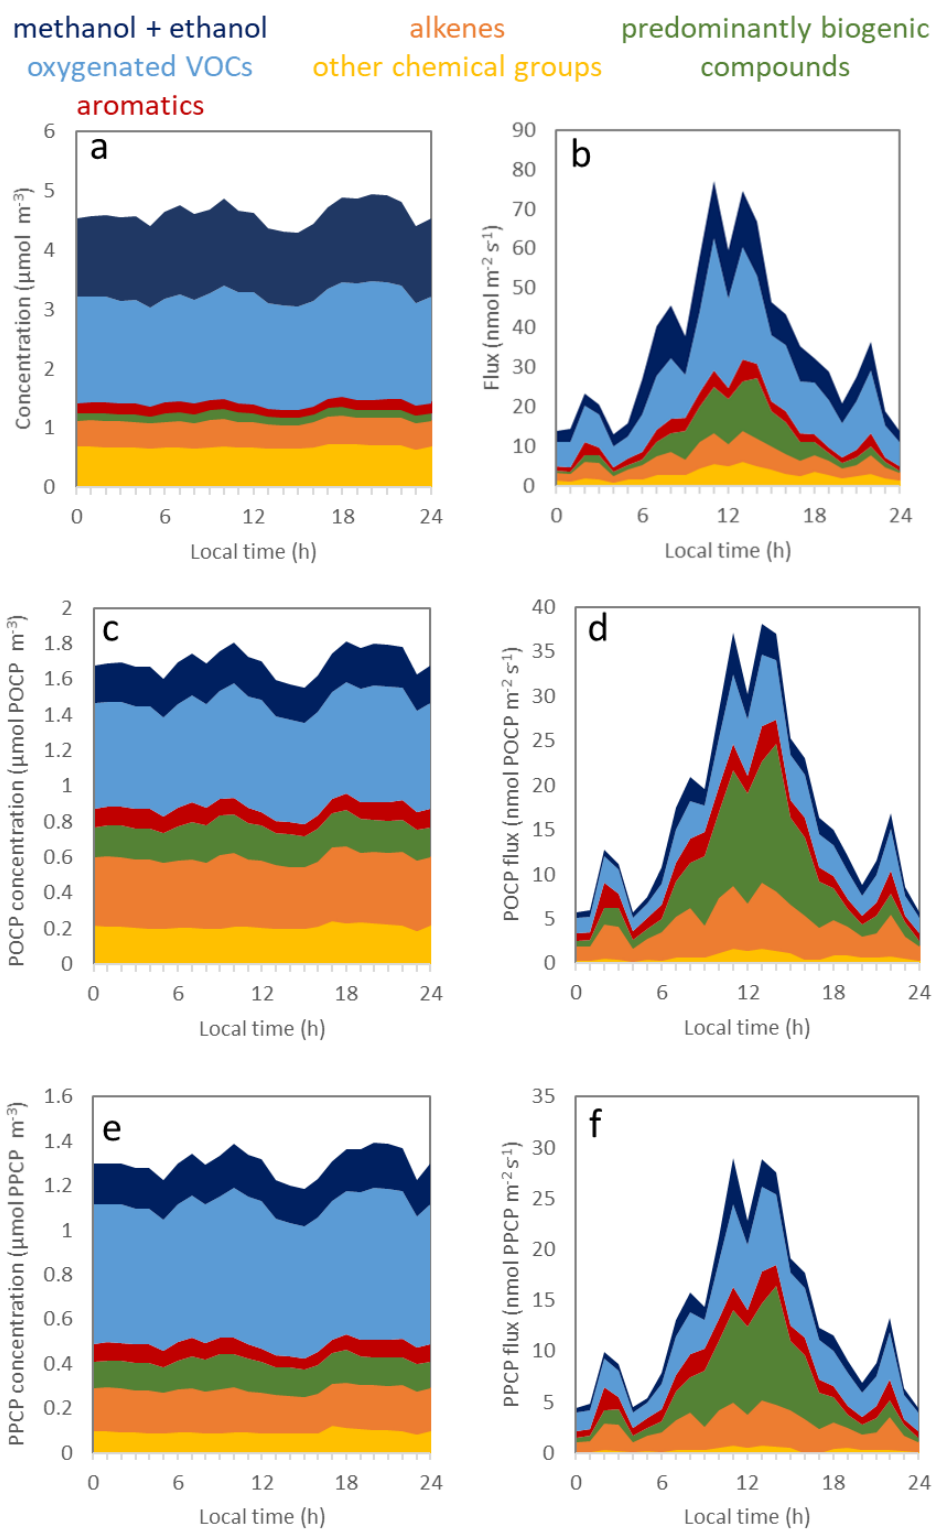 methanol + ethanol alkenes predominantly biogenic
oxygenated VOCs other chemical groups compounds
aromatics
a
6
5
4
3
2
1
0
Concentration (µmol m⁻³)
0 6 12 18 24
Local time (h)
b
90
80
70
60
50
40
30
20
10
0
Flux (nmol m⁻² s⁻¹)
0 6 12 18 24
Local time (h)
c
2
1.8
1.6
1.4
1.2
1
0.8
0.6
0.4
0.2
0
POCP concentration (µmol POCP m⁻³)
0 6 12 18 24
Local time (h)
d
40
35
30
25
20
15
10
5
0
POCP flux (nmol POCP m⁻² s⁻¹)
0 6 12 18 24
Local time (h)
e
1.6
1.4
1.2
1
0.8
0.6
0.4
0.2
0
PPCP concentration (µmol PPCP m⁻³)
0 6 12 18 24
Local time (h)
f
35
30
25
20
15
10
5
0
PPCP flux (nmol PPCP m⁻² s⁻¹)
0 6 12 18 24
Local time (h)